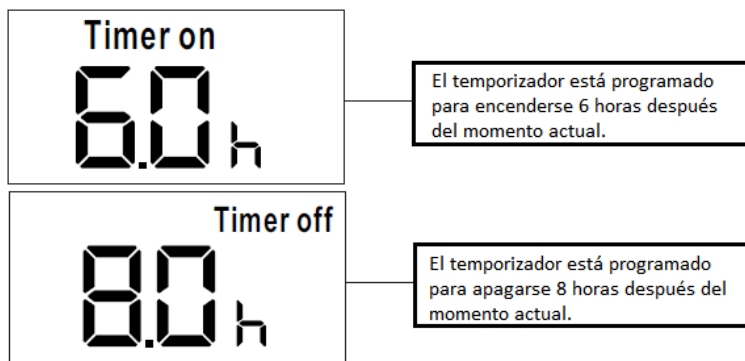 Timer on
6.0 h
El temporizador está programado
para encenderse 6 horas después
del momento actual.
Timer off
8.0 h
El temporizador está programado
para apagarse 8 horas después del
momento actual.